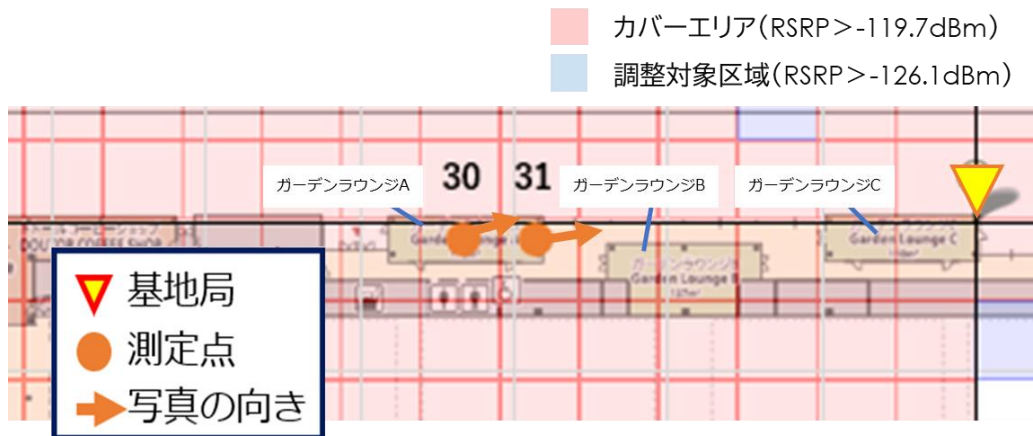 カバーエリア(RSRP>-119.7dBm)
調整対象区域(RSRP>-126.1dBm)
ガーデンラウンジA
30
31
ガーデンラウンジB
ガーデンラウンジC
DOUTOR COFFEE SHOP
Garden Lounge
Garden Lounge B
Garden Lounge C
基地局
測定点
写真の向き